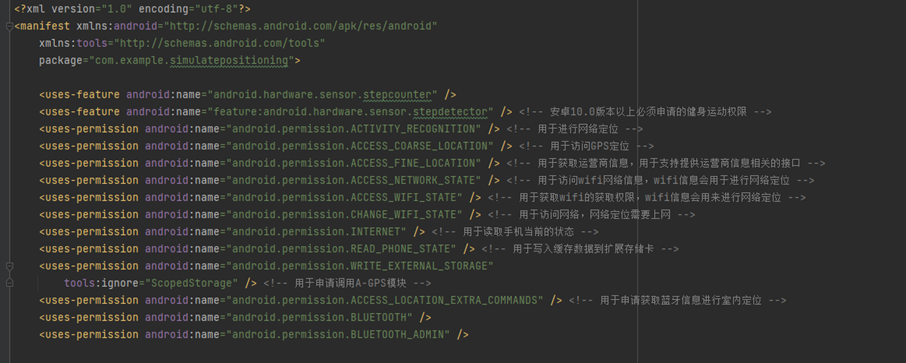 <?xml version="1.0" encoding="utf-8"?>
<manifest xmlns:android="http://schemas.android.com/apk/res/android"
    xmlns:tools="http://schemas.android.com/tools"
    package="com.example.simulatepositioning">

    <uses-feature android:name="android.hardware.sensor.stepcounter" />
    <uses-feature android:name="feature:android.hardware.sensor.stepdetector" /> <!-- 安卓10.0版本以上必须申请的健身运动权限 -->
    <uses-permission android:name="android.permission.ACTIVITY_RECOGNITION" /> <!-- 用于进行网络定位 -->
    <uses-permission android:name="android.permission.ACCESS_COARSE_LOCATION" /> <!-- 用于访问GPS定位 -->
    <uses-permission android:name="android.permission.ACCESS_FINE_LOCATION" /> <!-- 用于获取运营商信息，用于支持提供运营商信息相关的接口 -->
    <uses-permission android:name="android.permission.ACCESS_NETWORK_STATE" /> <!-- 用于访问wifi网络信息，wifi信息会用于进行网络定位 -->
    <uses-permission android:name="android.permission.ACCESS_WIFI_STATE" /> <!-- 用于获取wifi的获取权限，wifi信息会用来进行网络定位 -->
    <uses-permission android:name="android.permission.CHANGE_WIFI_STATE" /> <!-- 用于访问网络，网络定位需要上网 -->
    <uses-permission android:name="android.permission.INTERNET" /> <!-- 用于读取手机当前的状态 -->
    <uses-permission android:name="android.permission.READ_PHONE_STATE" /> <!-- 用于写入缓存数据到扩展存储卡 -->
    <uses-permission android:name="android.permission.WRITE_EXTERNAL_STORAGE"
        tools:ignore="ScopedStorage" /> <!-- 用于申请调用A-GPS模块 -->
    <uses-permission android:name="android.permission.ACCESS_LOCATION_EXTRA_COMMANDS" /> <!-- 用于申请获取蓝牙信息进行室内定位 -->
    <uses-permission android:name="android.permission.BLUETOOTH" />
    <uses-permission android:name="android.permission.BLUETOOTH_ADMIN" />